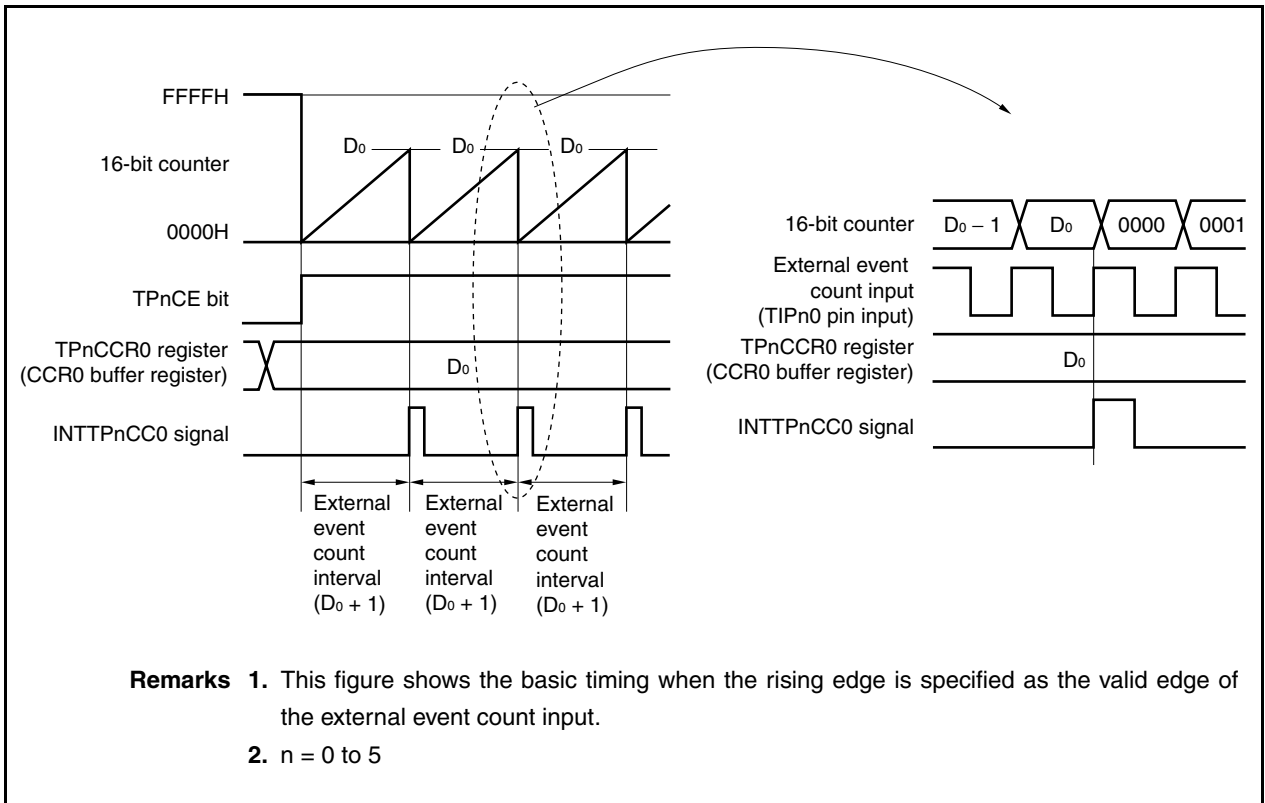 FFFFH
16-bit counter
0000H
D0
D0
D0
TPnCE bit
TPnCCR0 register
(CCR0 buffer register)
D0
INTTPnCC0 signal
External
event
count
interval
(D0 + 1)
External
event
count
interval
(D0 + 1)
External
event
count
interval
(D0 + 1)
16-bit counter
D0 − 1
D0
0000
0001
External event
count input
(TIPn0 pin input)
TPnCCR0 register
(CCR0 buffer register)
D0
INTTPnCC0 signal
Remarks 1. This figure shows the basic timing when the rising edge is specified as the valid edge of
the external event count input.
2. n = 0 to 5